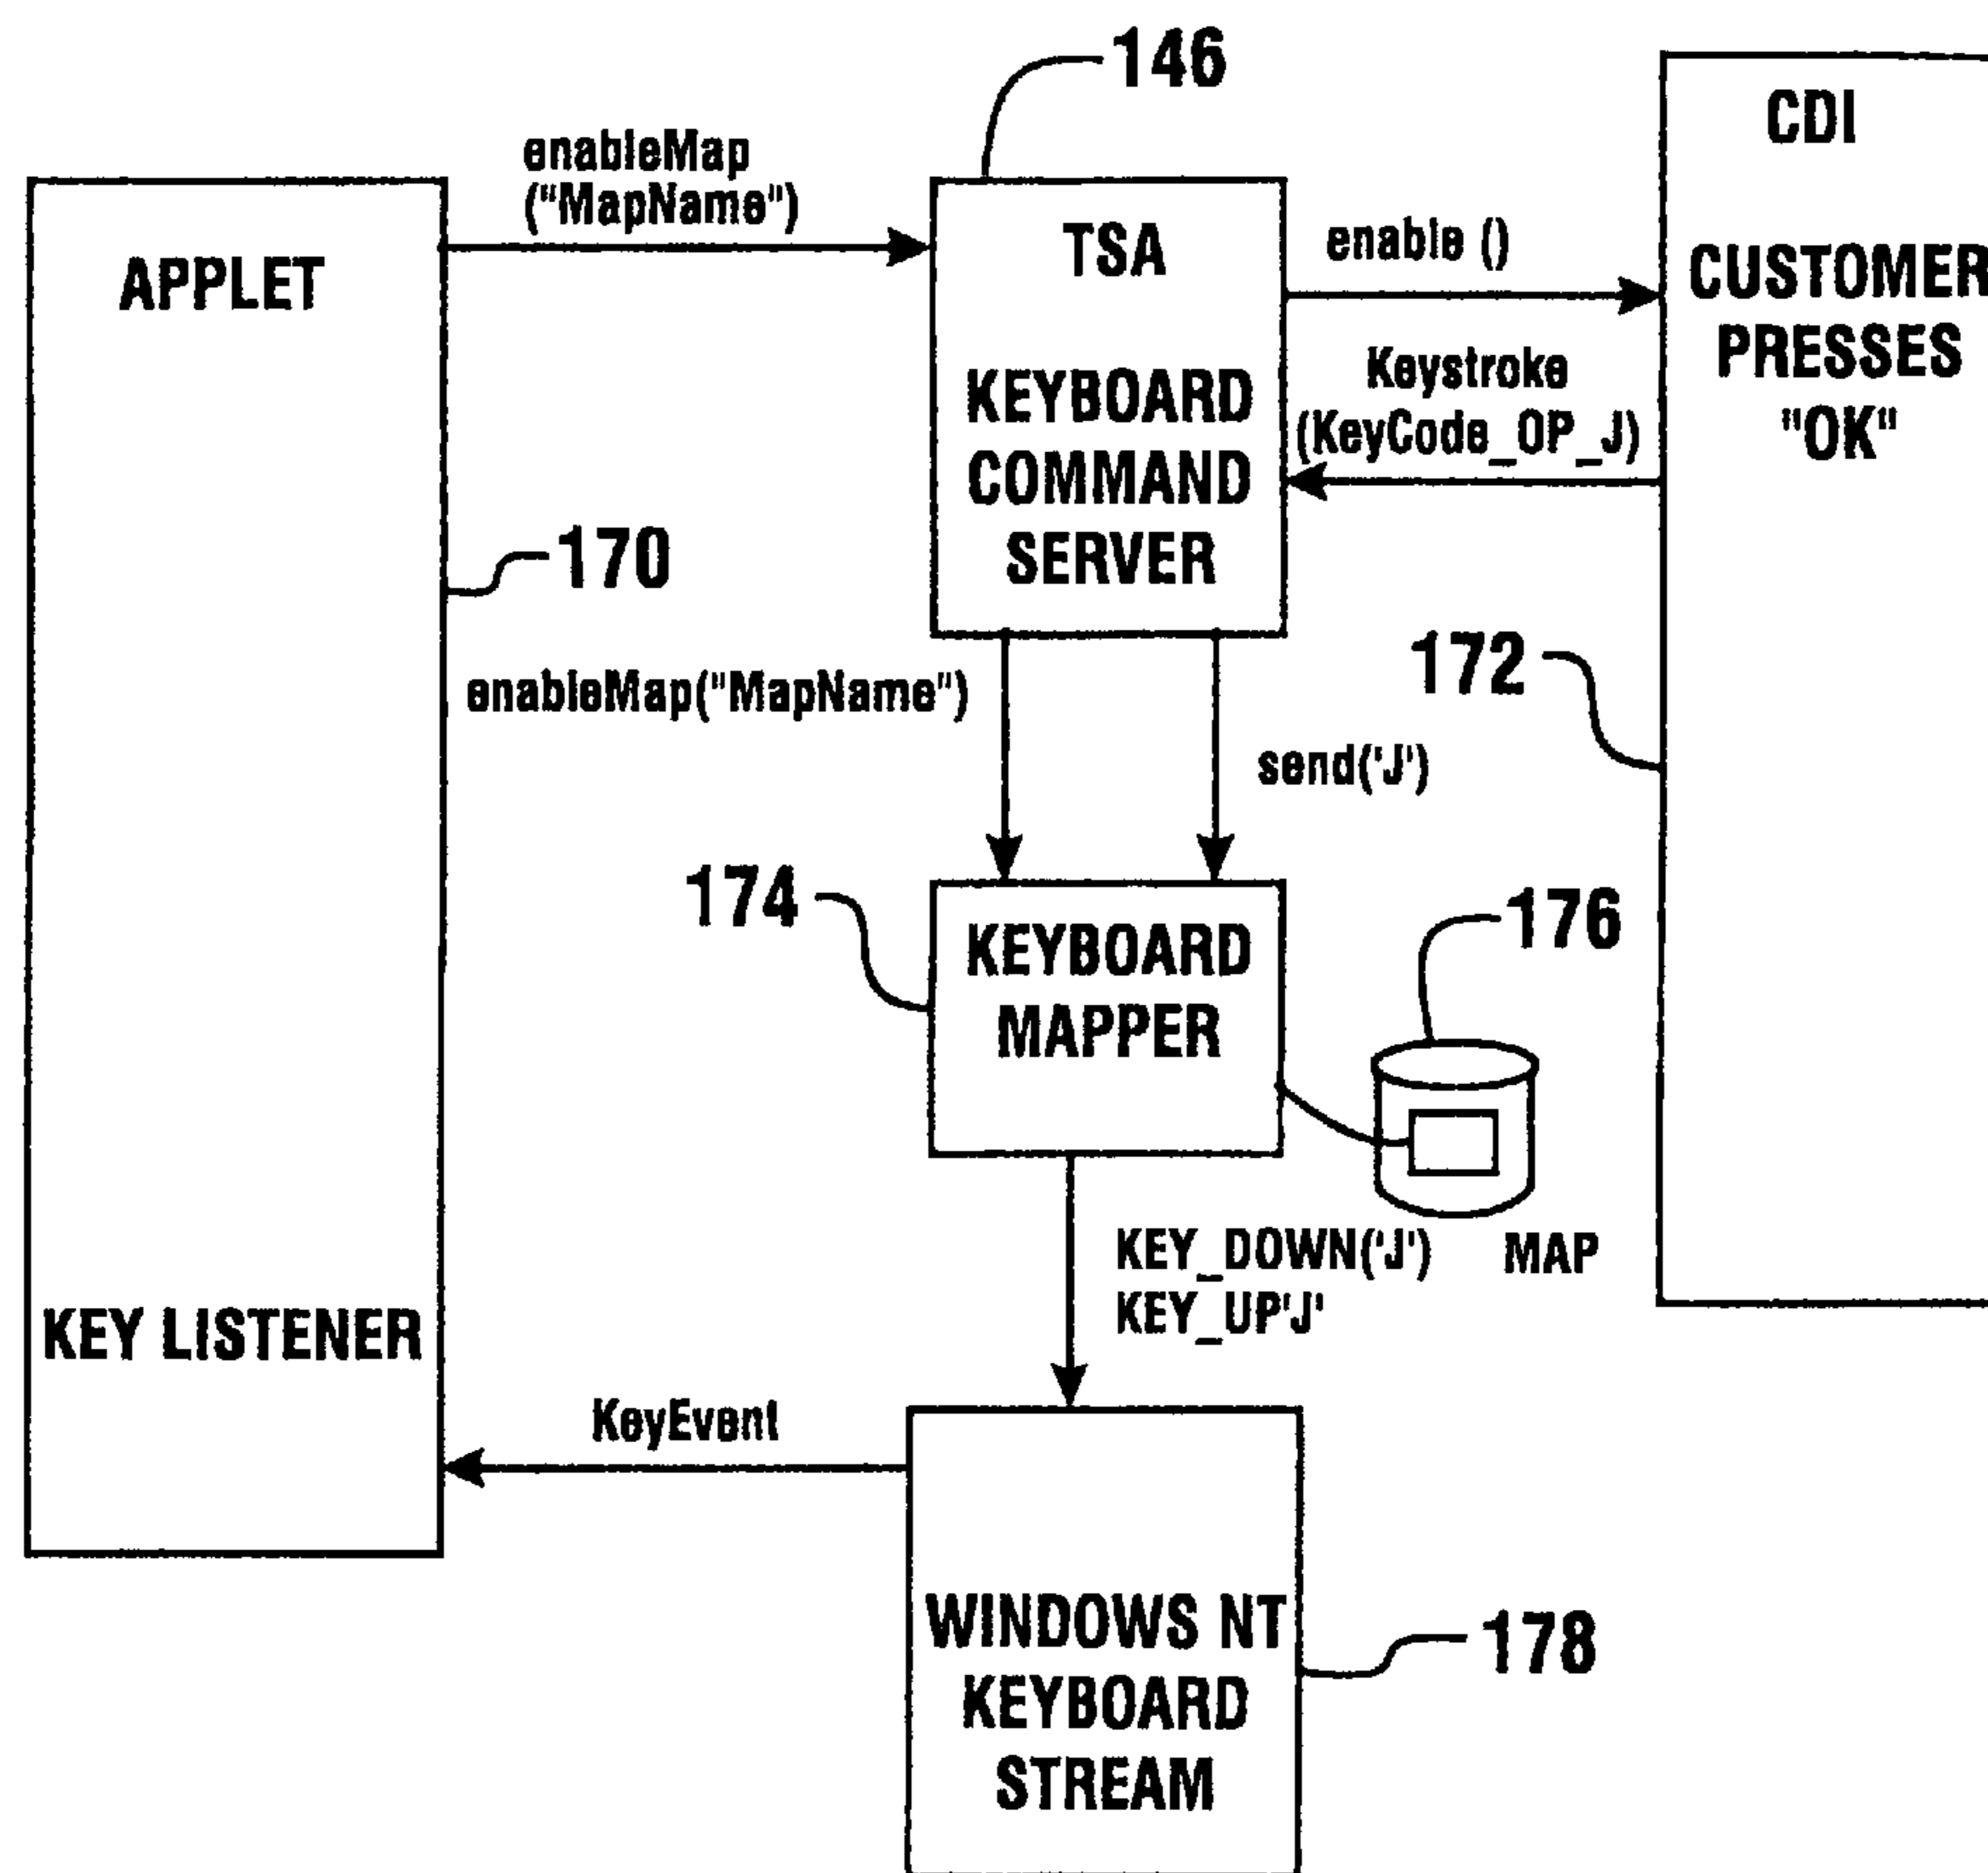 146
CDI
enableMap
("MapName")
APPLET
TSA
enable ()
CUSTOMER
PRESSES
"OK"
Keystroke
(KeyCode_OP_J)
KEYBOARD
COMMAND
SERVER
170
172
enableMap("MapName")
send('J')
174
KEYBOARD
MAPPER
176
KEY_DOWN('J')
KEY_UP'J'
MAP
KEY LISTENER
KeyEvent
WINDOWS NT
KEYBOARD
STREAM
178